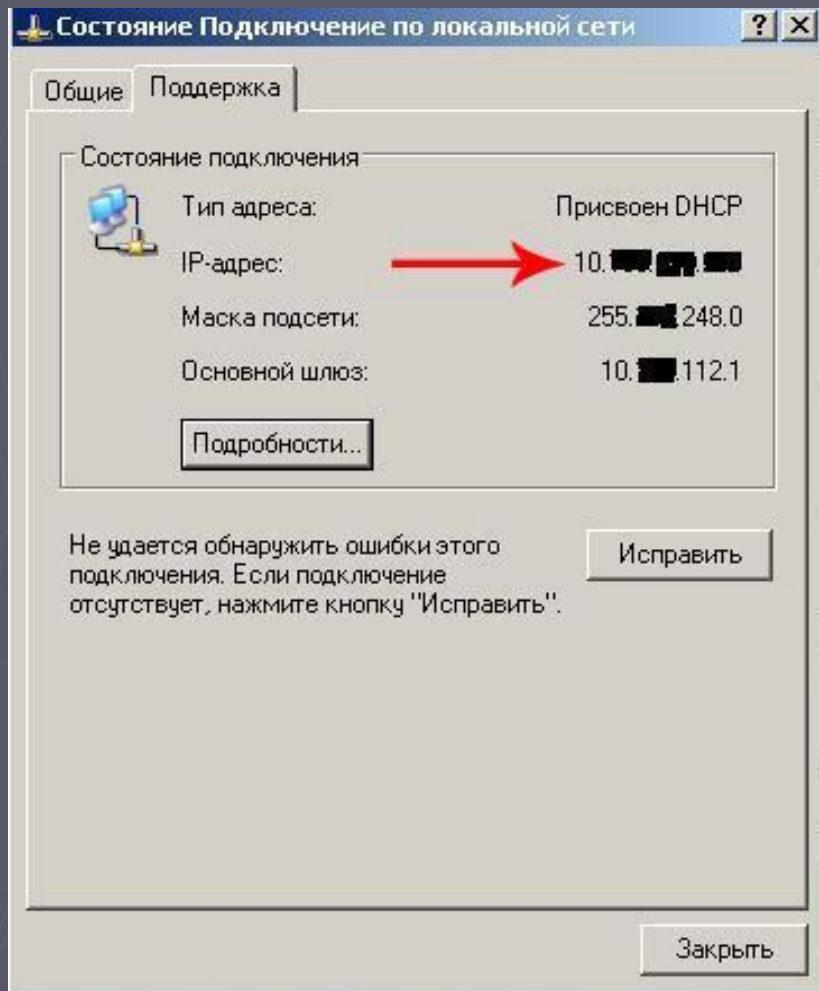 Состояние Подключение по локальной сети
Общие Поддержка
Состояние подключения
Тип адреса: Присвоен DHCP
IP-адрес: 10.
Маска подсети: 255. .248.0
Основной шлюз: 10. .112.1
Подробности...
Не удается обнаружить ошибки этого
подключения. Если подключение
отсутствует, нажмите кнопку "Исправить".
Исправить
Закрыть